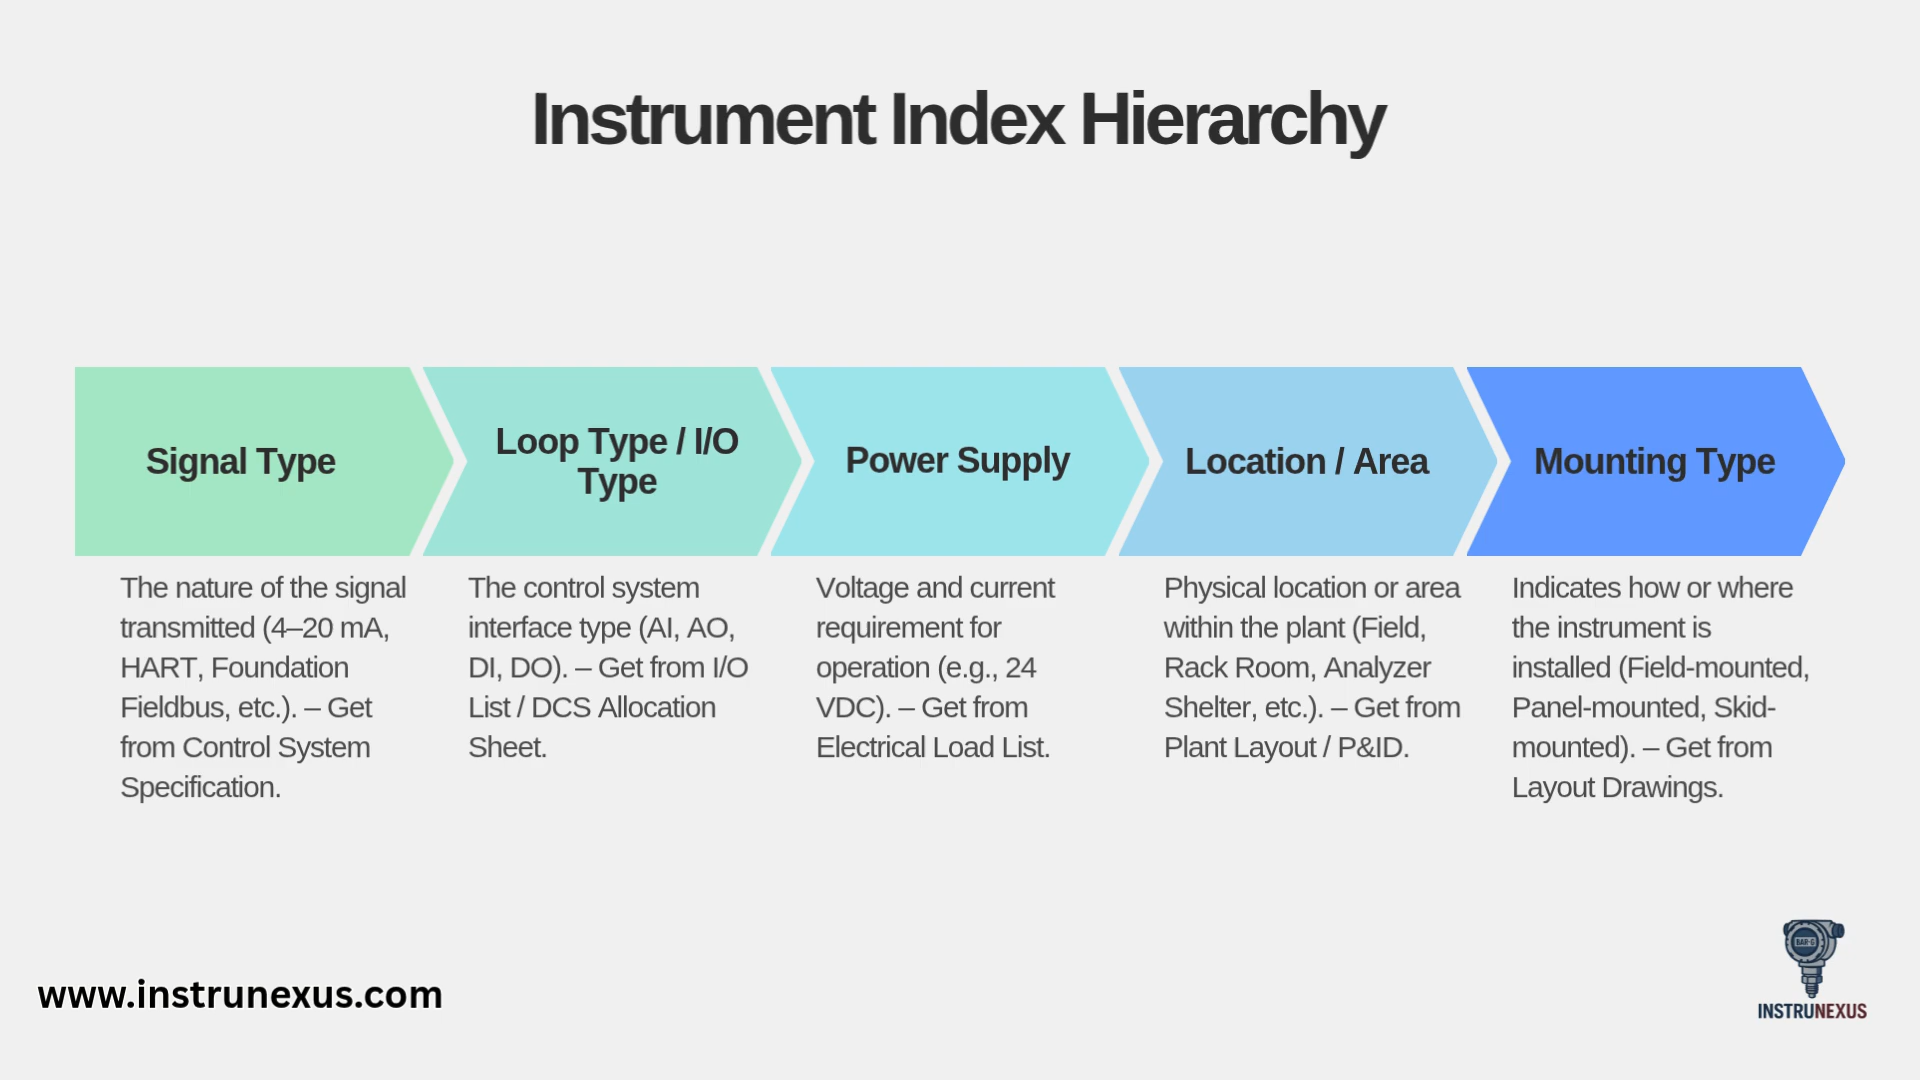 Instrument Index Hierarchy
Signal Type
Loop Type / I/O
Type
Power Supply
Location / Area
Mounting Type
The nature of the signal
transmitted (4–20 mA,
HART, Foundation
Fieldbus, etc.). – Get
from Control System
Specification.
The control system
interface type (AI, AO,
DI, DO). – Get from I/O
List / DCS Allocation
Sheet.
Voltage and current
requirement for
operation (e.g., 24
VDC). – Get from
Electrical Load List.
Physical location or area
within the plant (Field,
Rack Room, Analyzer
Shelter, etc.). – Get from
Plant Layout / P&ID.
Indicates how or where
the instrument is
installed (Field-mounted,
Panel-mounted, Skid-
mounted). – Get from
Layout Drawings.
www.instrunexus.com
BAR-G
INSTRUNEXUS